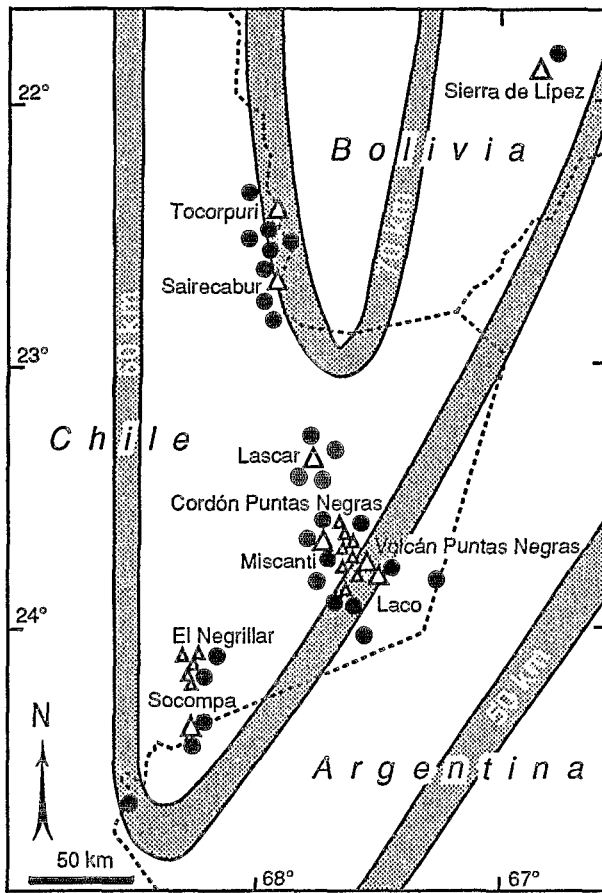 22°
Sierra de Lípez
Bolivia
Tocorpuri
70 km
Sairecabur
60 km
23°
Chile
Lascar
Cordón Puntas Negras
Volcán Puntas Negras
Miscanti
Laco
24°
El Negrillar
Socompa
50 km
N
Argentina
50 km
68°
67°